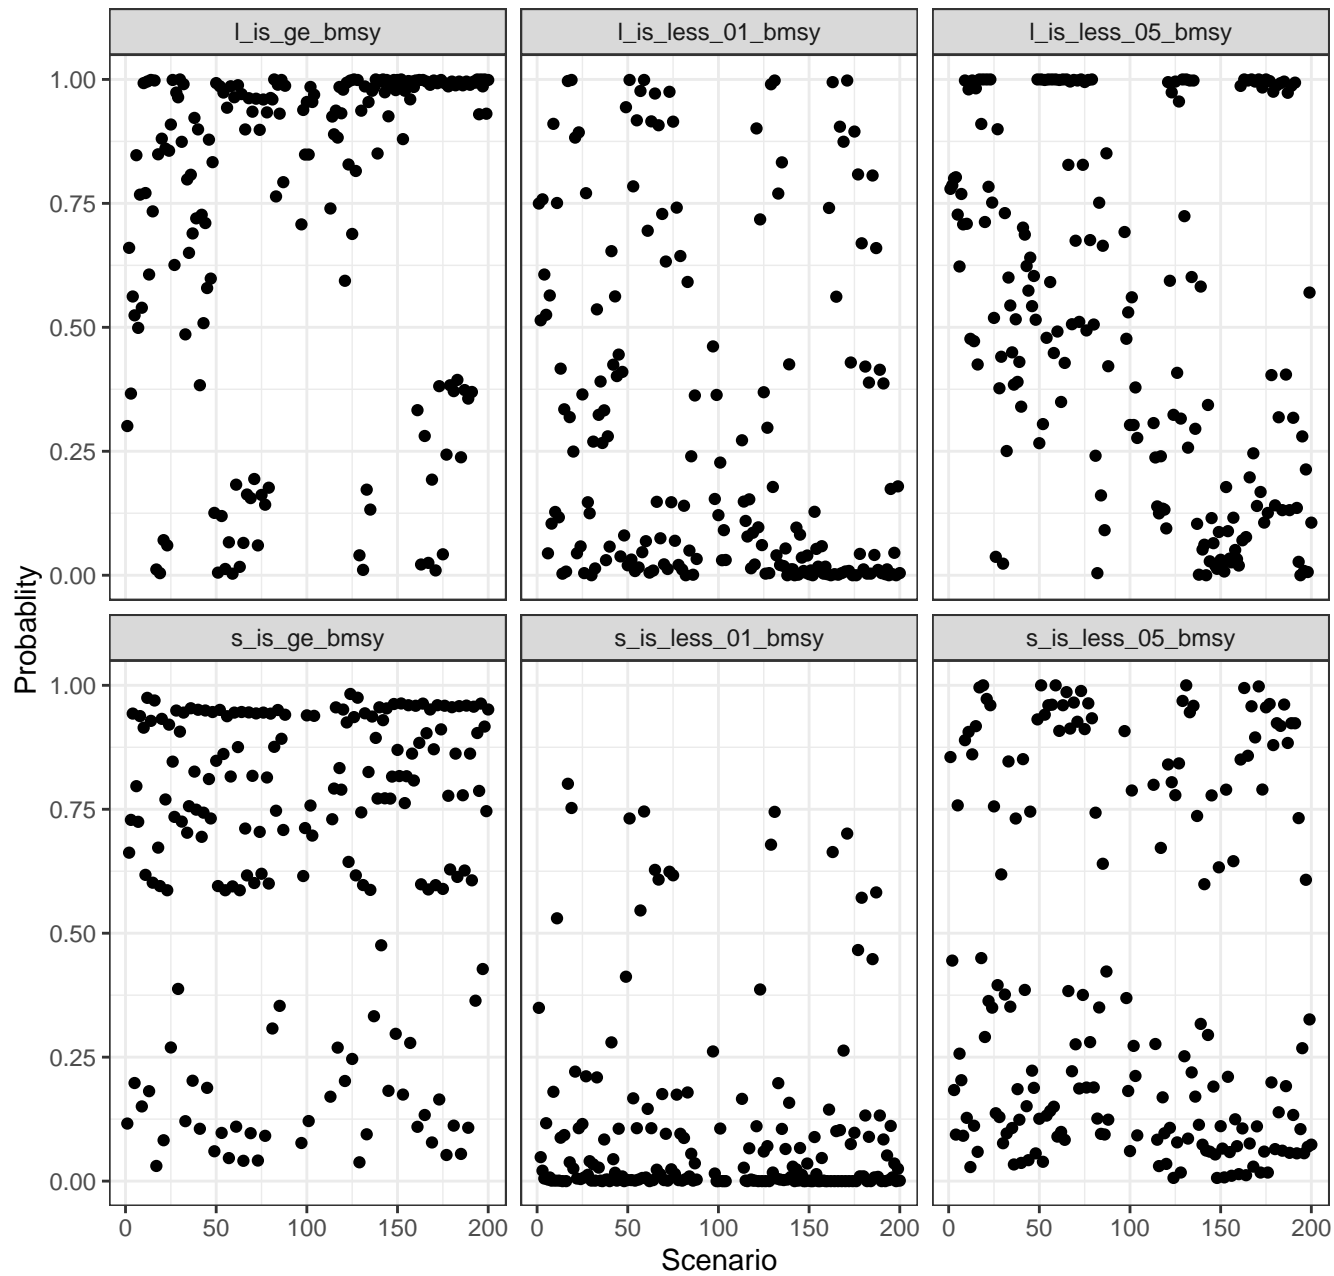 l_is_ge_bmsy l_is_less_01_bmsy l_is_less_05_bmsy
1.00
0.75
0.50
0.25
0.00
s_is_ge_bmsy s_is_less_01_bmsy s_is_less_05_bmsy
1.00
0.75
0.50
0.25
0.00
0 50 100 150 200 0 50 100 150 200 0 50 100 150 200
Scenario
Probablity